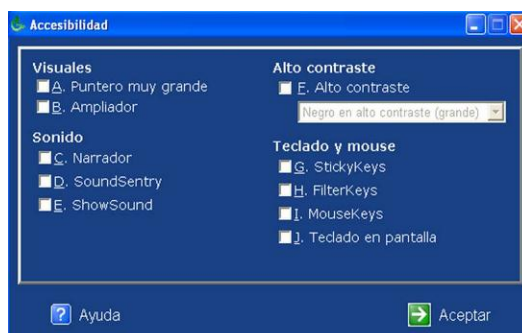 Accesibilidad
Visuales
A. Puntero muy grande
B. Ampliador
Sonido
C. Narrador
D. SoundSentry
E. ShowSound
Alto contraste
F. Alto contraste
Negro en alto contraste (grande)
Teclado y mouse
G. StickyKeys
H. FilterKeys
I. MouseKeys
J. Teclado en pantalla
? Ayuda
Aceptar